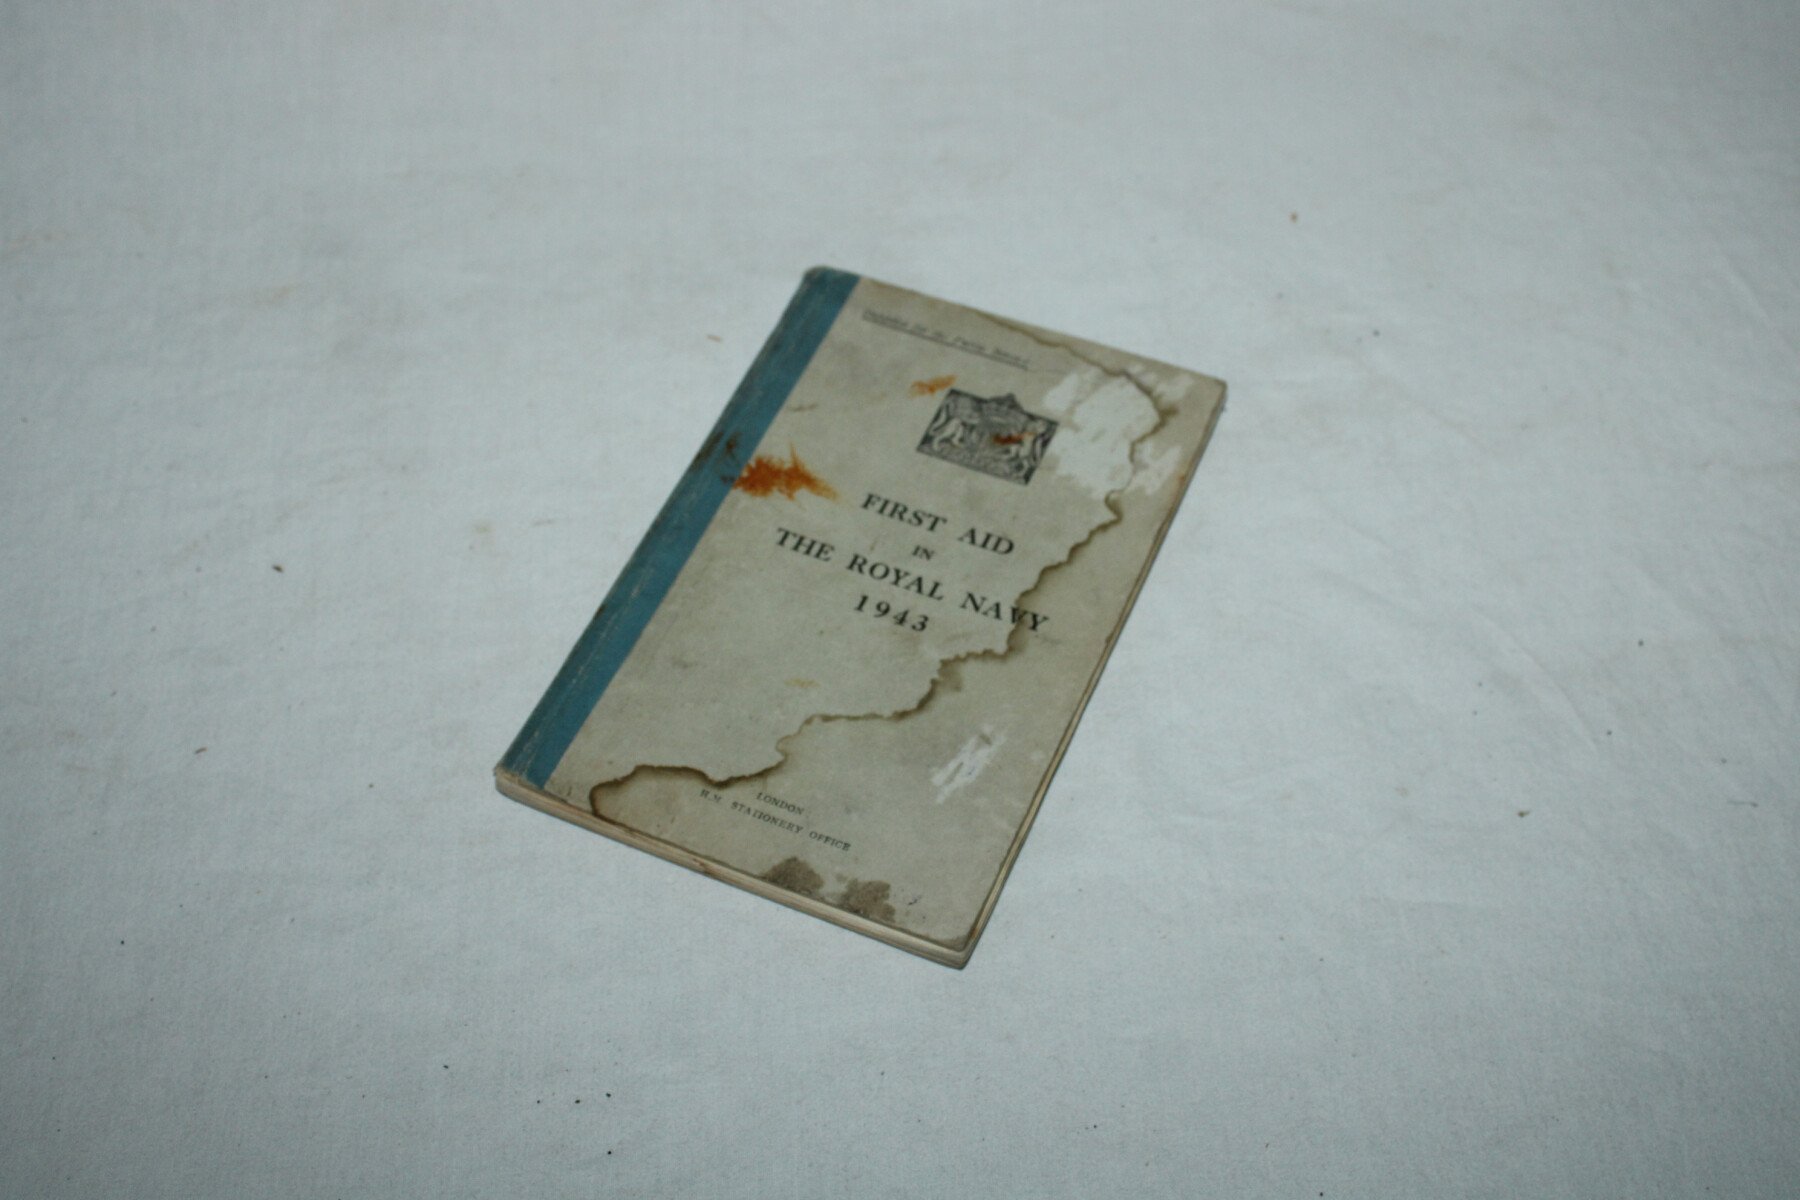 FIRST AID
IN
THE ROYAL NAVY
1943
LONDON
H.M. STATIONERY OFFICE